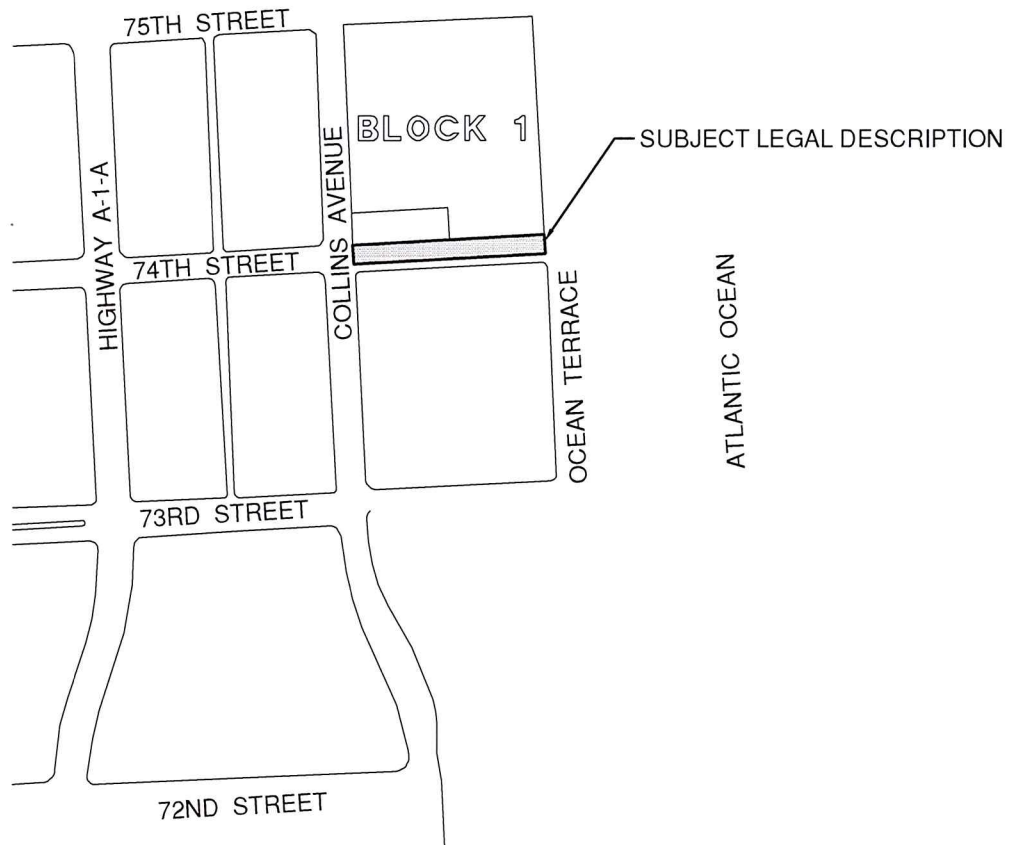 75TH STREET
BLOCK 1
SUBJECT LEGAL DESCRIPTION
HIGHWAY A-1-A
COLLINS AVENUE
74TH STREET
OCEAN TERRACE
ATLANTIC OCEAN
73RD STREET
72ND STREET